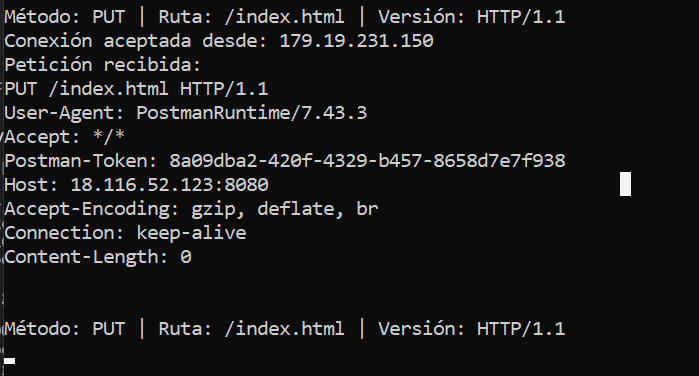 Método: PUT | Ruta: /index.html | Versión: HTTP/1.1
Conexión aceptada desde: 179.19.231.150
Petición recibida:
PUT /index.html HTTP/1.1
User-Agent: PostmanRuntime/7.43.3
Accept: */*
Postman-Token: 8a09dba2-420f-4329-b457-8658d7e7f938
Host: 18.116.52.123:8080
Accept-Encoding: gzip, deflate, br
Connection: keep-alive
Content-Length: 0
Método: PUT | Ruta: /index.html | Versión: HTTP/1.1